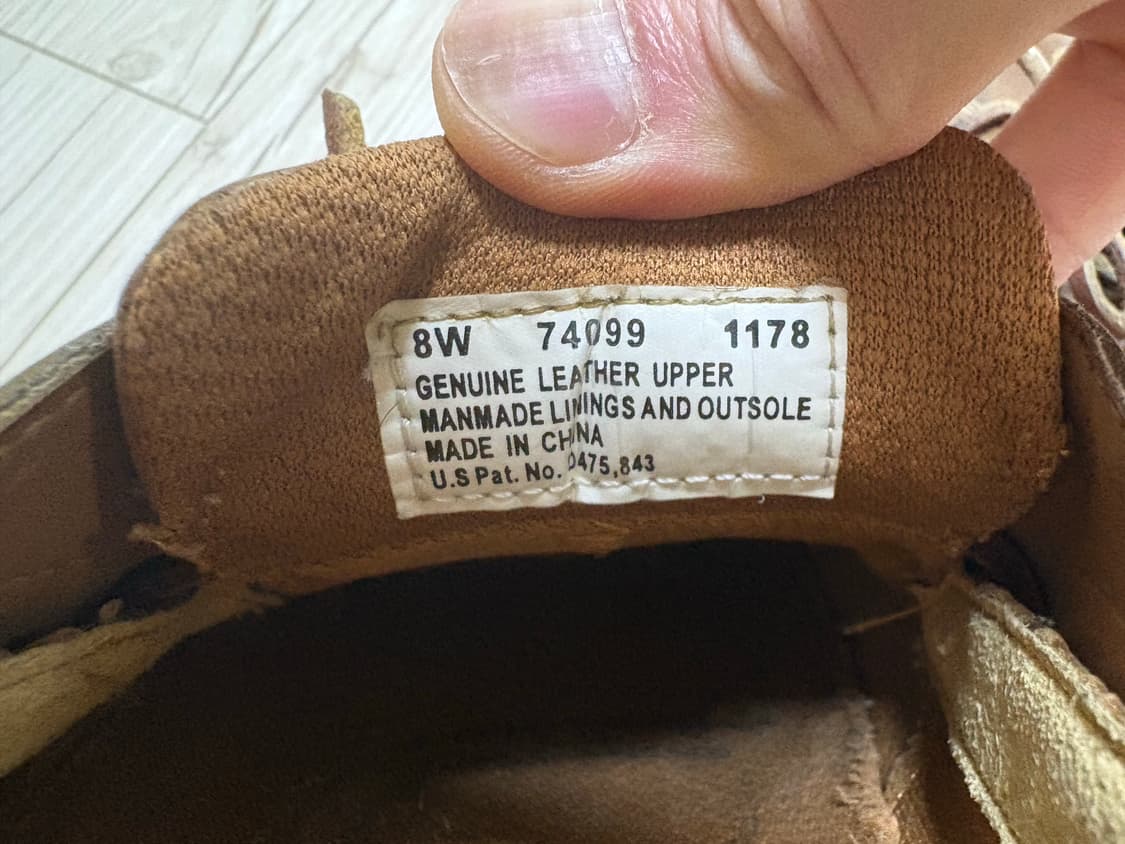 8W 74099 1178
GENUINE LEATHER UPPER
MANMADE LININGS AND OUTSOLE
MADE IN CHINA
U.S Pat. No. D475,843